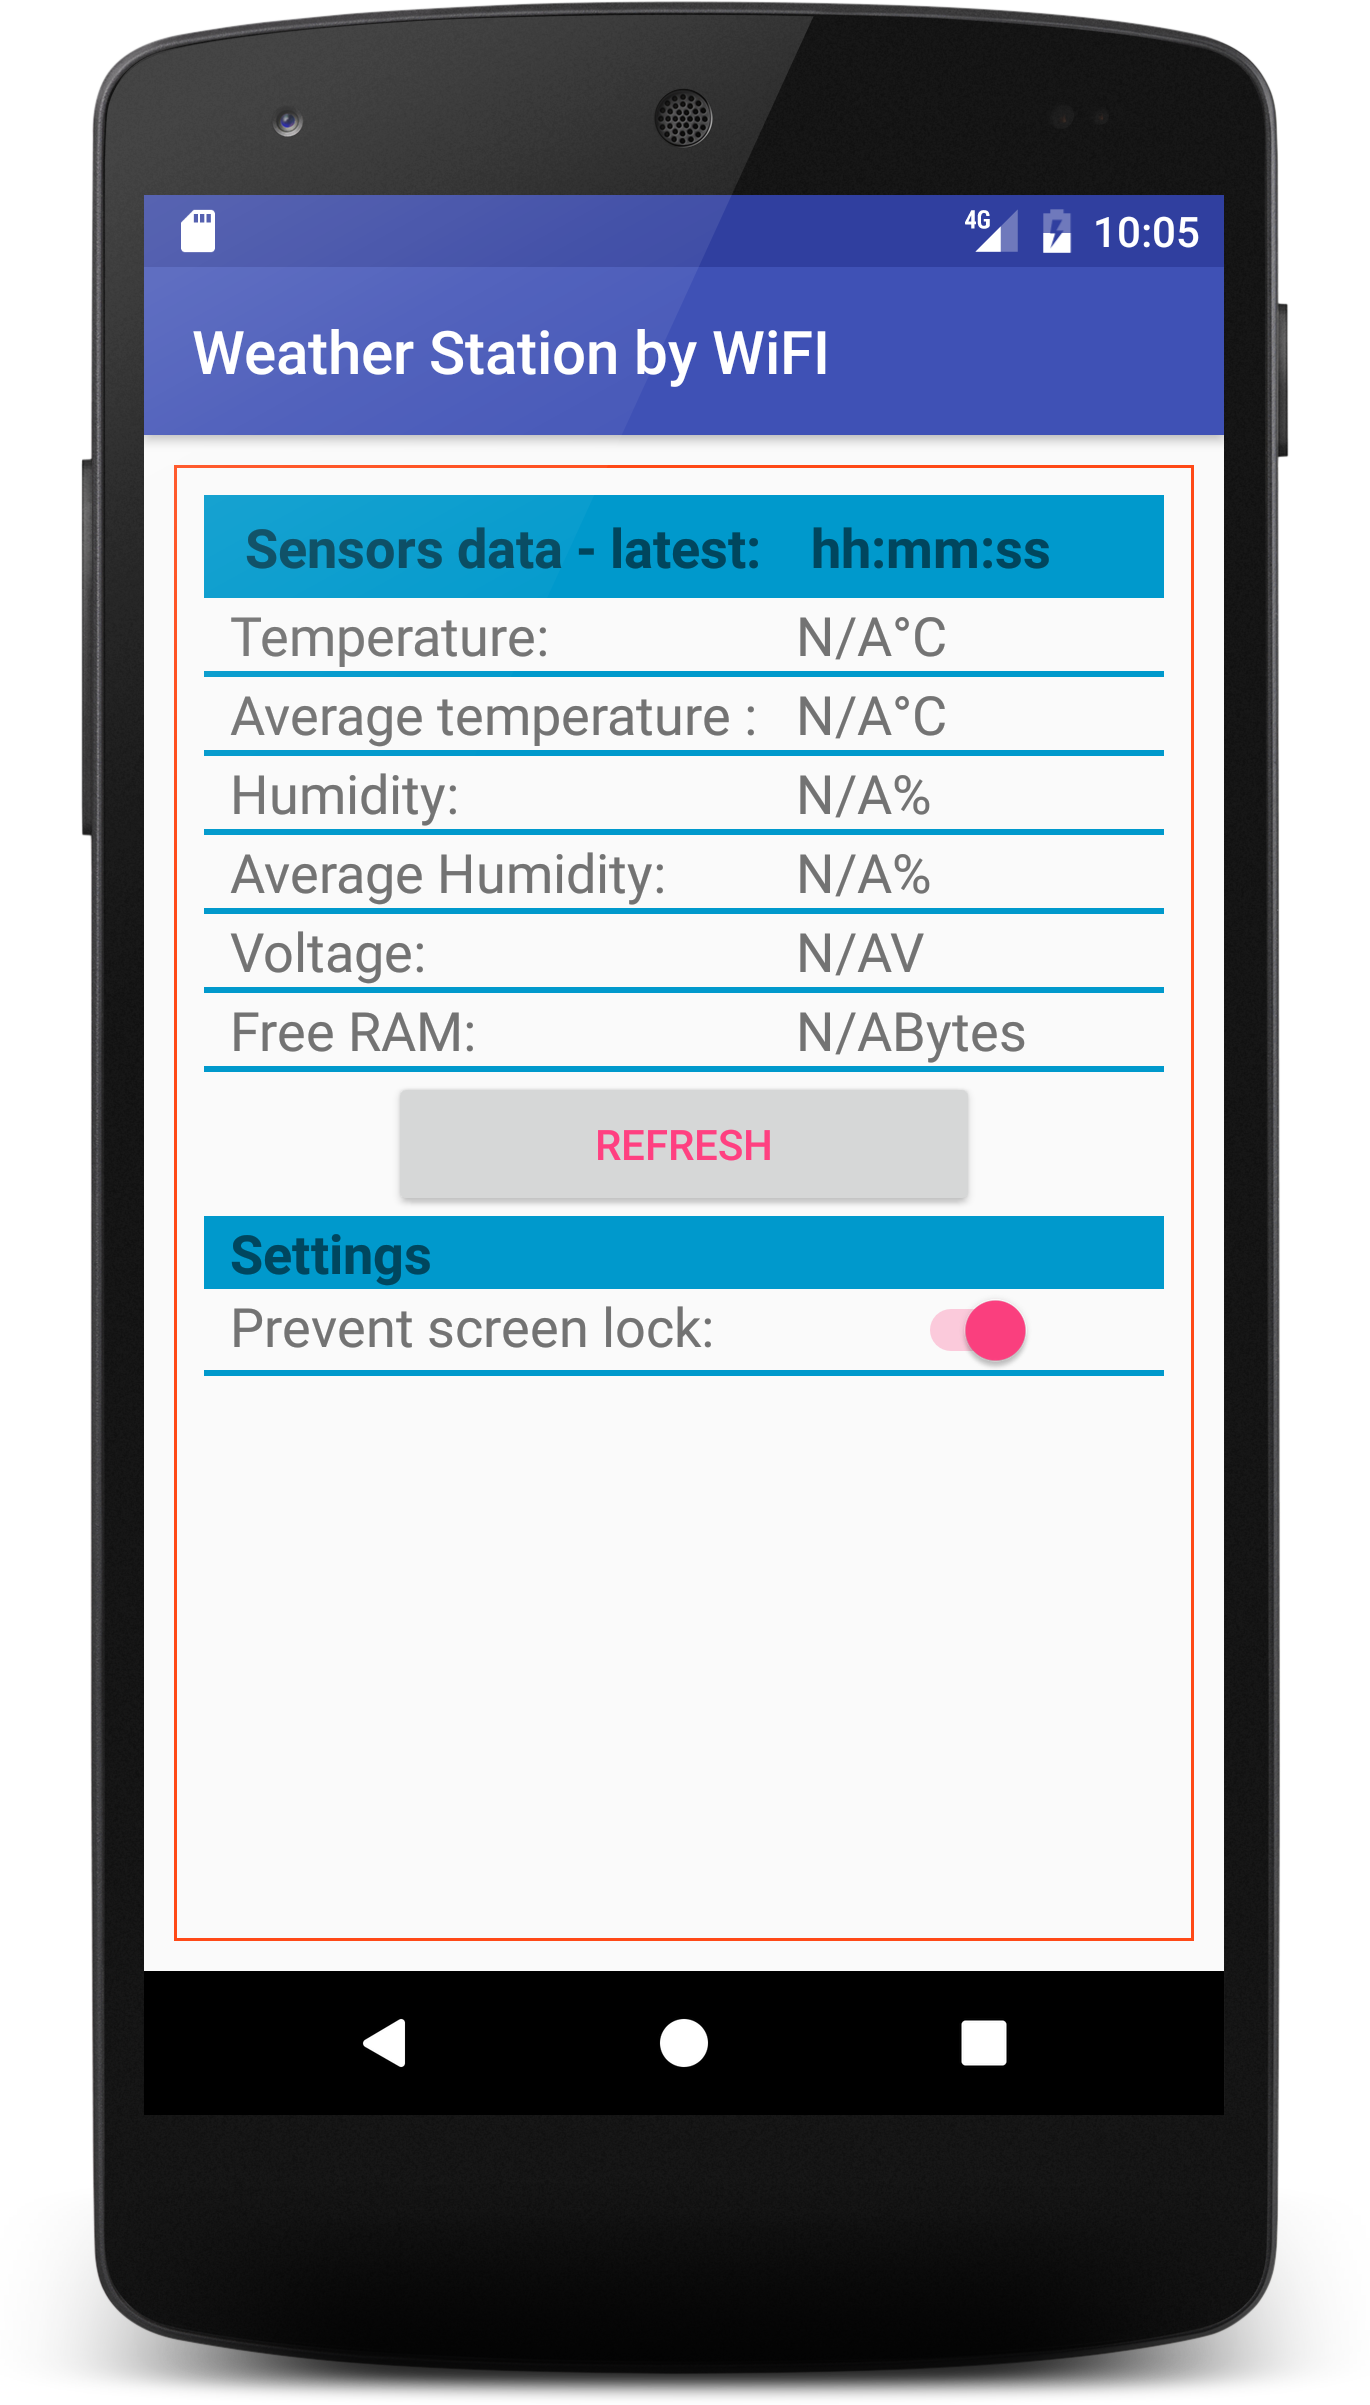 4G 10:05
Weather Station by WiFI
Sensors data - latest: hh:mm:ss
Temperature: N/A°C
Average temperature : N/A°C
Humidity: N/A%
Average Humidity: N/A%
Voltage: N/AV
Free RAM: N/ABytes
REFRESH
Settings
Prevent screen lock: